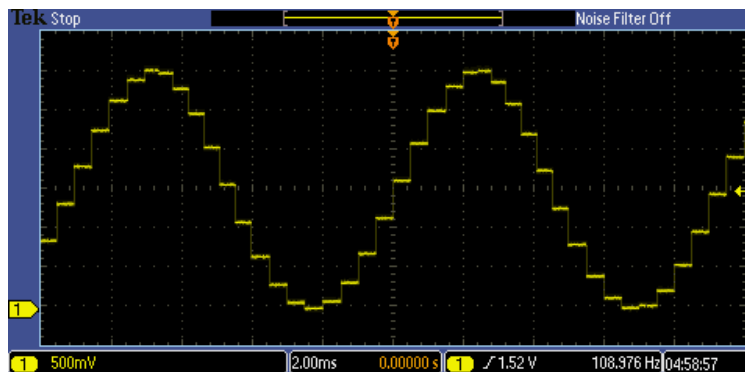 Tek Stop Noise Filter Off
T
T
1
1 500mV 2.00ms 0.00000 s 1 1.52 V 108.976 Hz 04:58:57